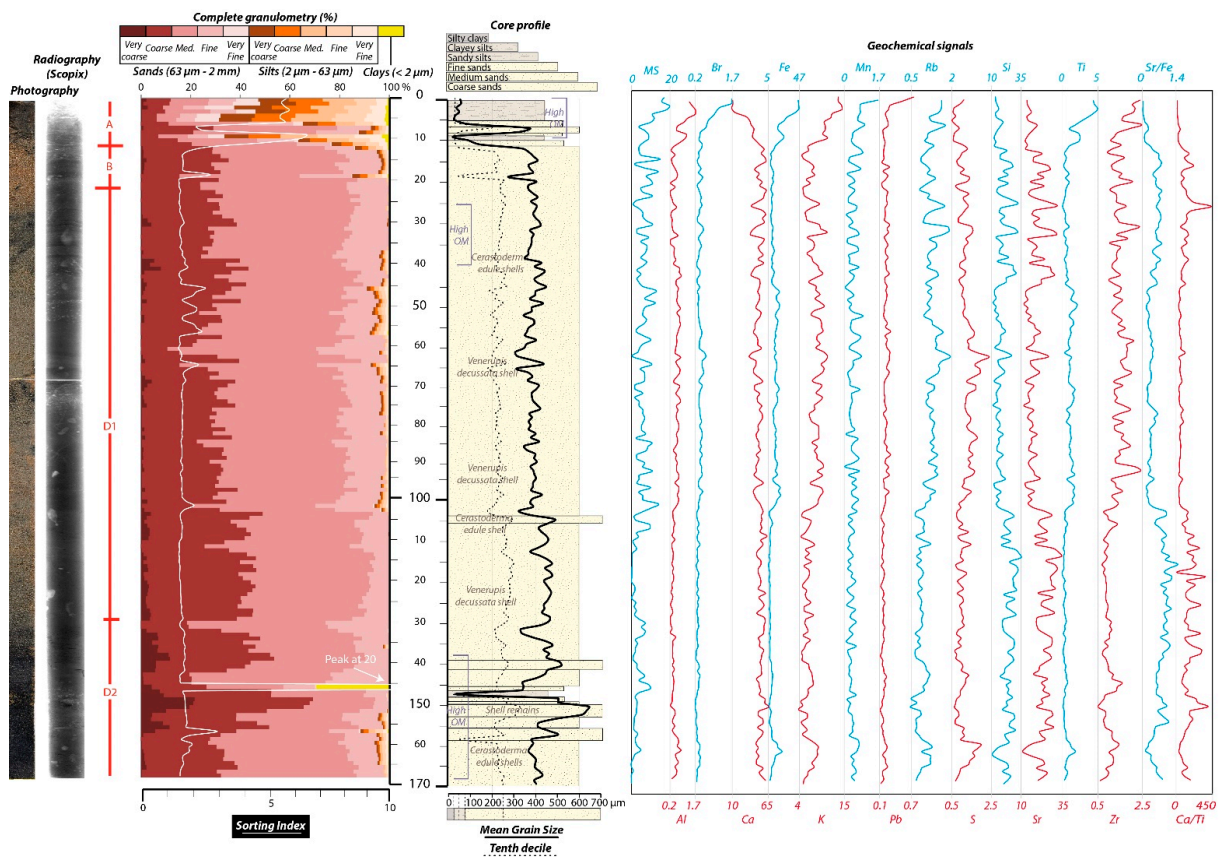 Complete granulometry (%)
Very coarse Coarse Med. Fine Very Fine Very coarse Coarse Med. Fine Very Fine
Sands (63 µm - 2 mm) Silts (2 µm - 63 µm) Clays (< 2 µm)
0 20 40 60 80 100 %
Radiography
(Scopix)
Photography
A
B
D1
D2
Peak at 20
0 5 10
Sorting Index
Core profile
Silty clays
Clayey silts
Sandy silts
Fine sands
Medium sands
Coarse sands
0
10
20
30
40
50
60
70
80
90
100
10
20
30
40
150
60
170
High
High
OM
Cerastoderma
edule shells
Venerupis
decussata shell
Venerupis
decussata shell
Cerastoderma
edule shell
Venerupis
decussata shell
High
OM
Shell remains
Cerastoderma
edule shells
0 100 200 300 400 500 600 700 µm
Mean Grain Size
Tenth decile
Geochemical signals
0 MS 20 0.2 Br 1.7 5 Fe 47 0 Mn 1.7 0.5 Rb 2 10 Si 35 0 Ti 5 0 Sr/Fe 1.4
0.2 1.7 10 65 4 15 0.1 0.7 0.5 2.5 10 35 0.5 2.5 0 450
Al Ca K Pb S Sr Zr Ca/Ti